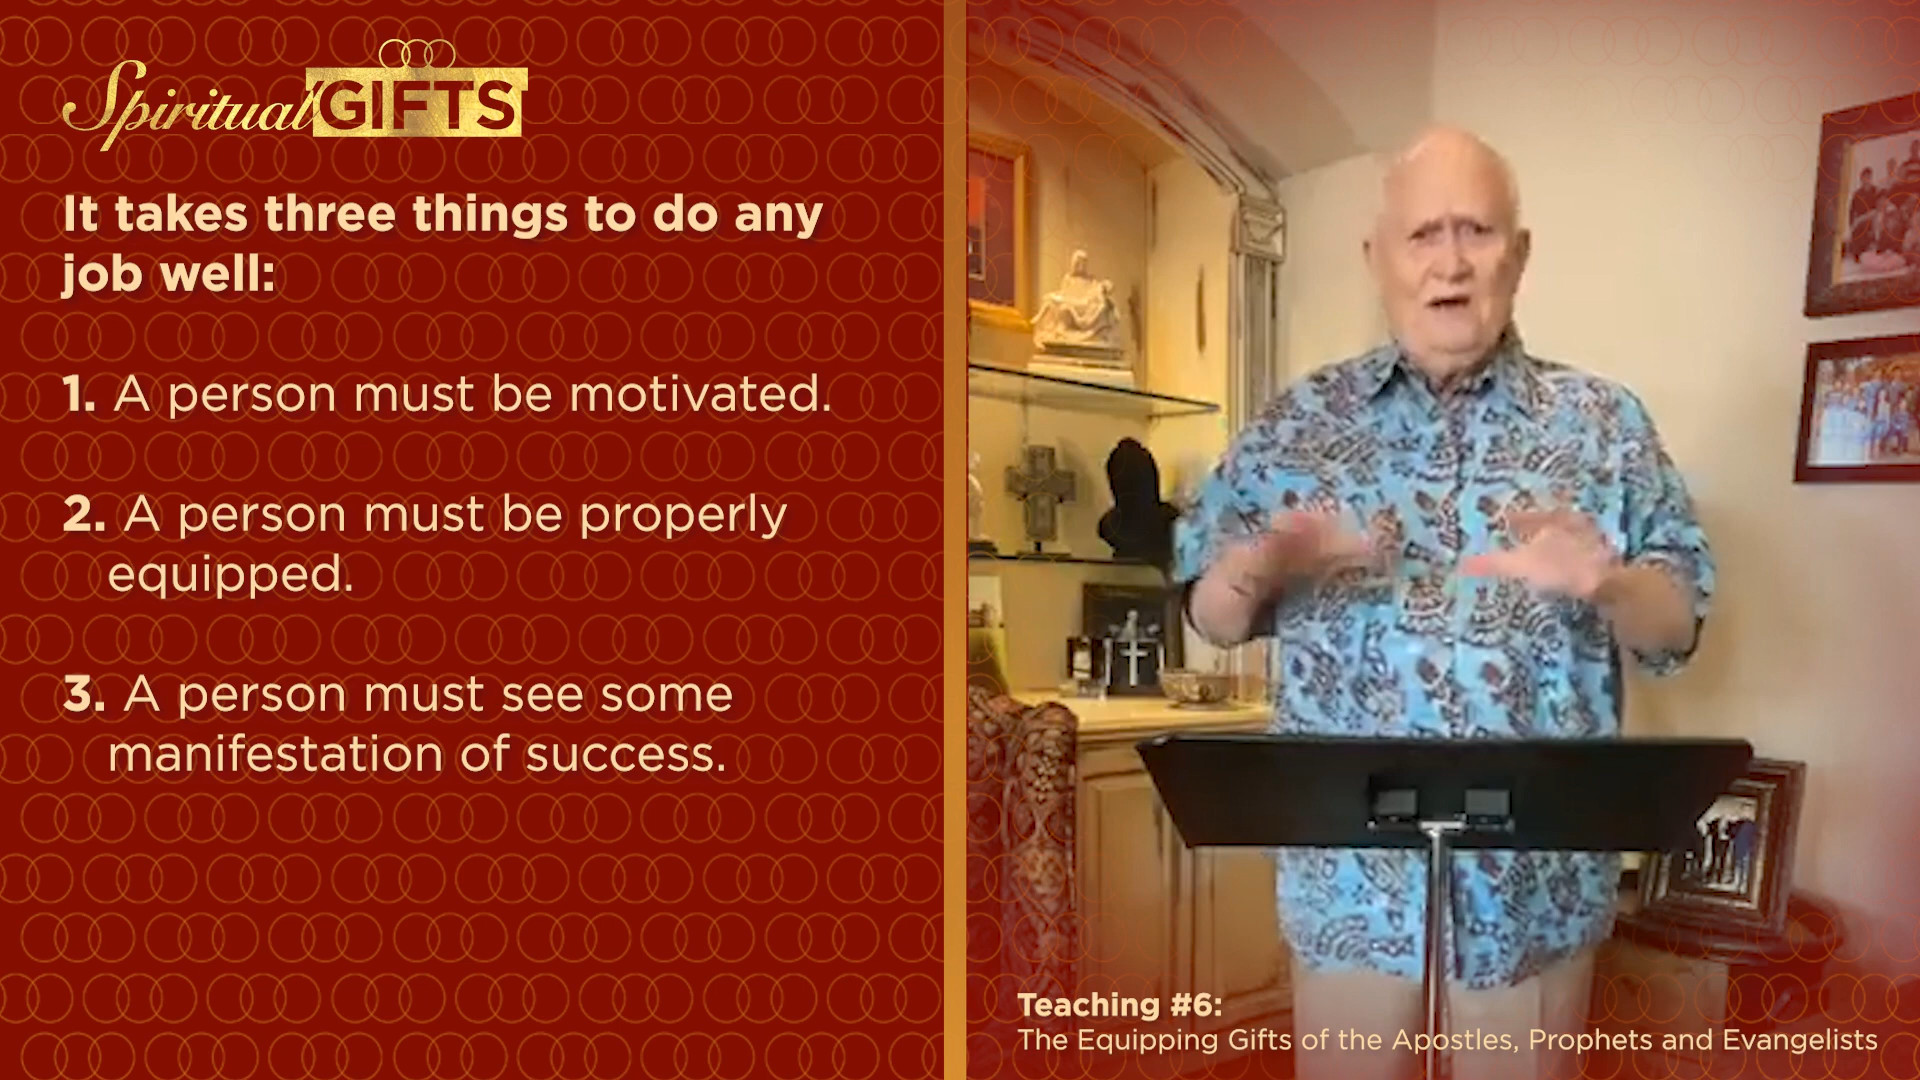 Spiritual GIFTS
It takes three things to do any
job well:
1. A person must be motivated.
2. A person must be properly
equipped.
3. A person must see some
manifestation of success.
Teaching #6:
The Equipping Gifts of the Apostles, Prophets and Evangelists